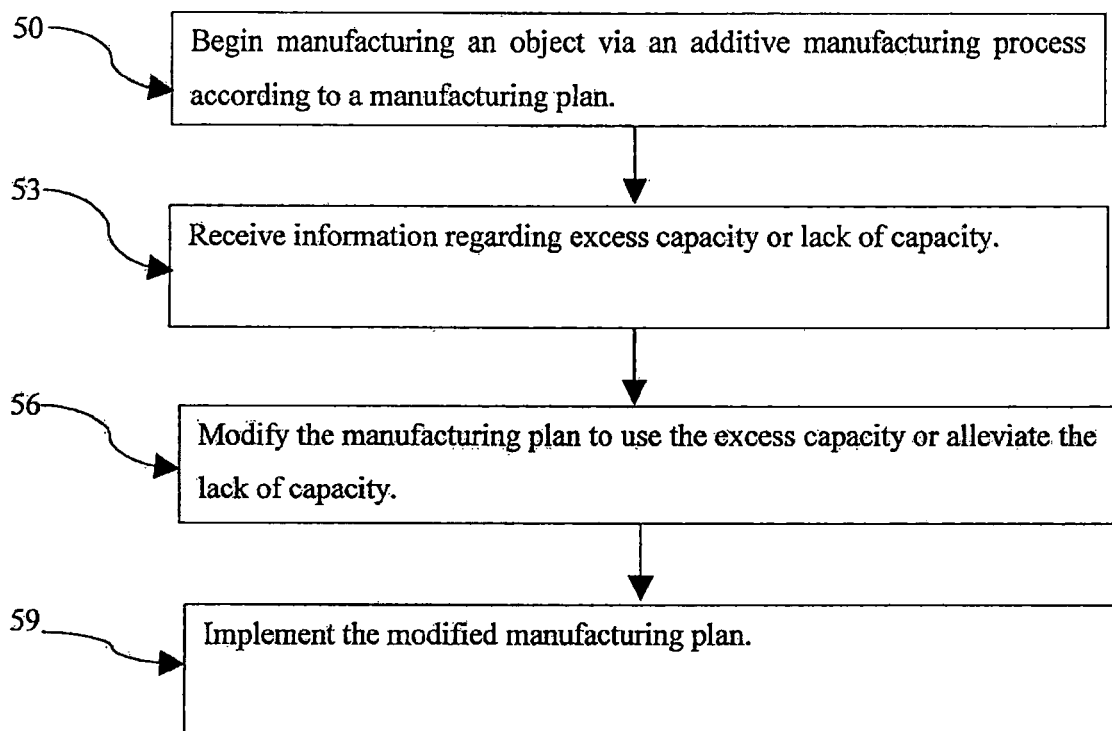 50
Begin manufacturing an object via an additive manufacturing process
according to a manufacturing plan.
53
Receive information regarding excess capacity or lack of capacity.
56
Modify the manufacturing plan to use the excess capacity or alleviate the
lack of capacity.
59
Implement the modified manufacturing plan.